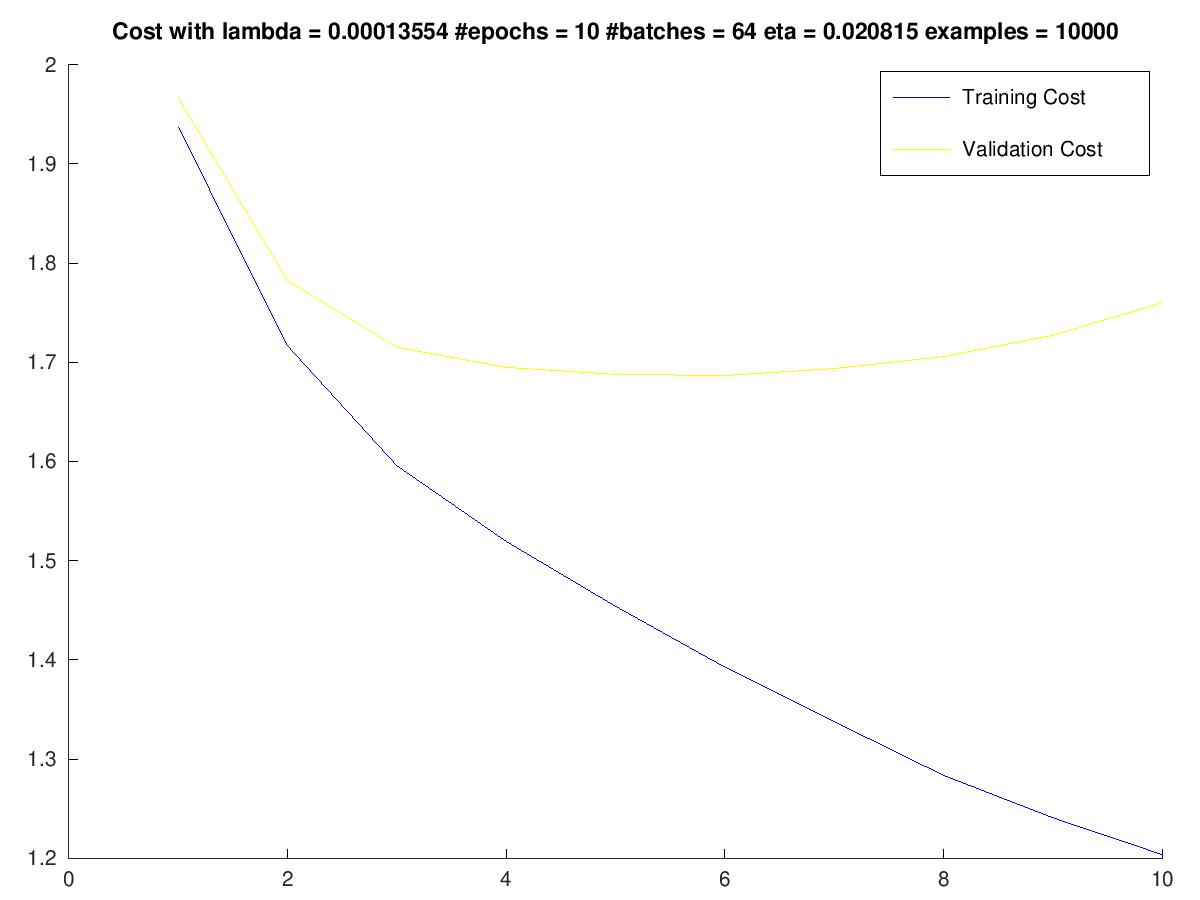 Cost with lambda = 0.00013554 #epochs = 10 #batches = 64 eta = 0.020815 examples = 10000
Training Cost
Validation Cost
2
1.9
1.8
1.7
1.6
1.5
1.4
1.3
1.2
0 2 4 6 8 10